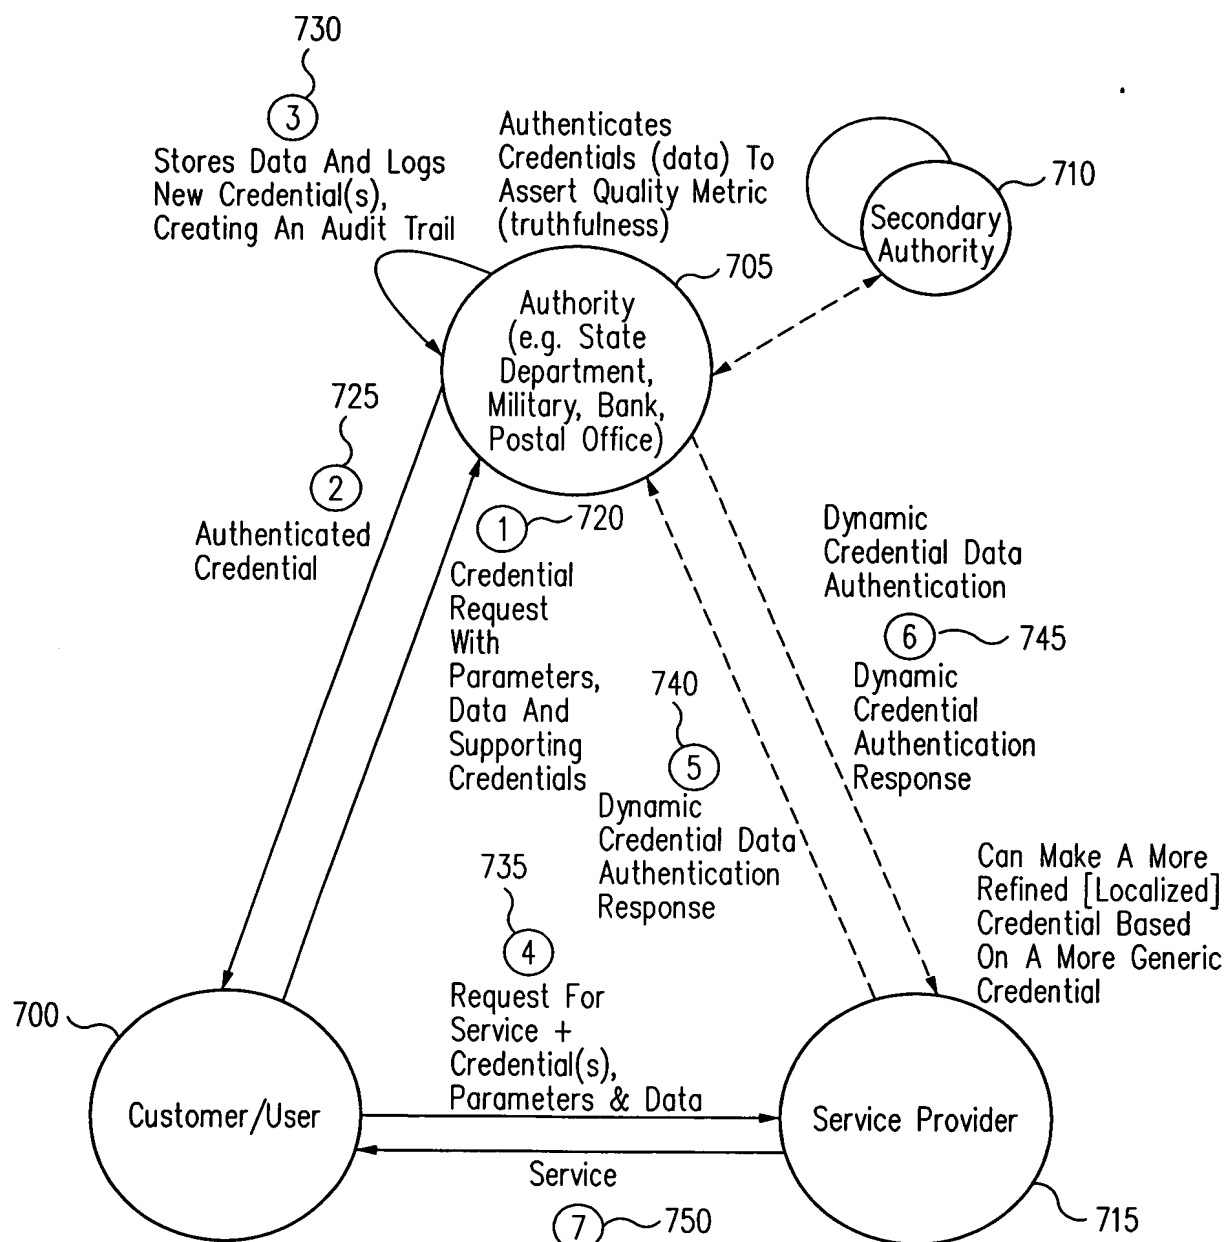 730
3
Stores Data And Logs
New Credential(s),
Creating An Audit Trail
Authenticates
Credentials (data) To
Assert Quality Metric
(truthfulness)
710
Secondary
Authority
705
Authority
(e.g. State
Department,
Military, Bank,
Postal Office)
725
2
Authenticated
Credential
1
720
Credential
Request
With
Parameters,
Data And
Supporting
Credentials
Dynamic
Credential Data
Authentication
6
745
Dynamic
Credential
Authentication
Response
740
5
Dynamic
Credential Data
Authentication
Response
Can Make A More
Refined [Localized]
Credential Based
On A More Generic
Credential
735
4
Request For
Service +
Credential(s),
Parameters & Data
700
Customer/User
Service Provider
Service
7
750
715